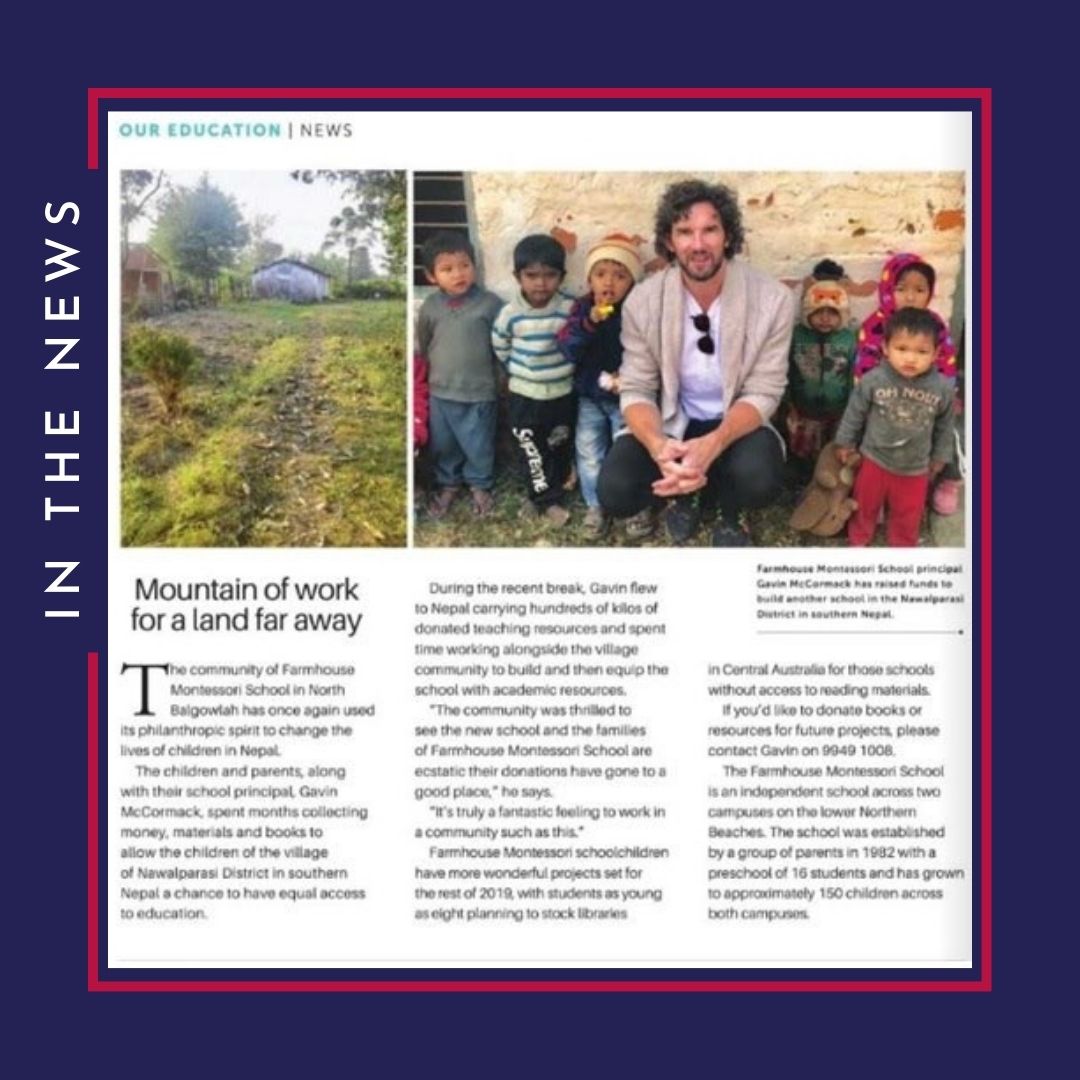 IN THE NEWS
OUR EDUCATION | NEWS
Supreme
OH NO!!
Farmhouse Montessori School principal
Gavin McCormack has raised funds to
build another school in the Nawalparasi
District in southern Nepal.
Mountain of work
for a land far away
The community of Farmhouse
Montessori School in North
Balgowlah has once again used
its philanthropic spirit to change the
lives of children in Nepal.
The children and parents, along
with their school principal, Gavin
McCormack, spent months collecting
money, materials and books to
allow the children of the village
of Nawalparasi District in southern
Nepal a chance to have equal access
to education.
During the recent break, Gavin flew
to Nepal carrying hundreds of kilos of
donated teaching resources and spent
time working alongside the village
community to build and then equip the
school with academic resources.
"The community was thrilled to
see the new school and the families
of Farmhouse Montessori School are
ecstatic their donations have gone to a
good place," he says.
"It's truly a fantastic feeling to work in
a community such as this."
Farmhouse Montessori schoolchildren
have more wonderful projects set for
the rest of 2019, with students as young
as eight planning to stock libraries
in Central Australia for those schools
without access to reading materials.
If you'd like to donate books or
resources for future projects, please
contact Gavin on 9949 1008.
The Farmhouse Montessori School
is an independent school across two
campuses on the lower Northern
Beaches. The school was established
by a group of parents in 1982 with a
preschool of 16 students and has grown
to approximately 150 children across
both campuses.